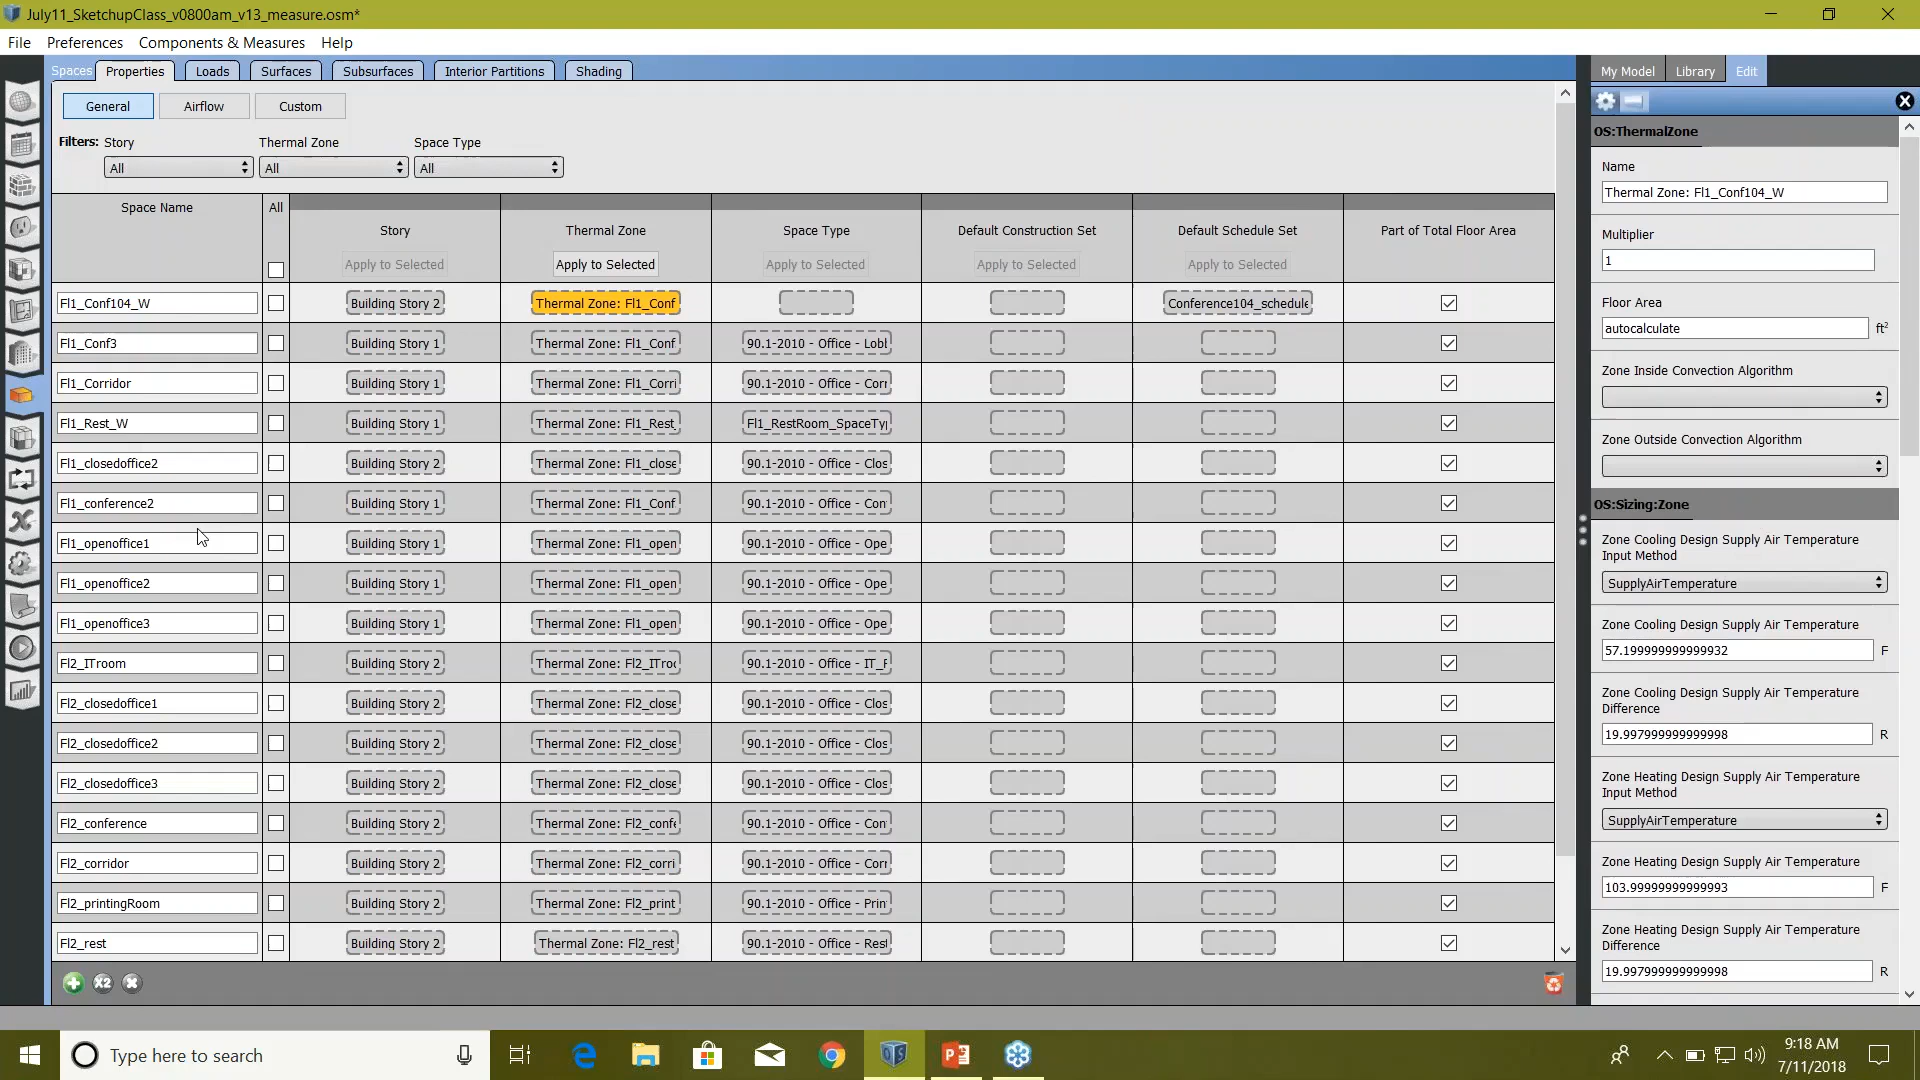 July11_SketchupClass_v0800am_v13_measure.osm*
File Preferences Components & Measures Help
Spaces Properties Loads Surfaces Subsurfaces Interior Partitions Shading
My Model Library Edit
General Airflow Custom
Filters: Story Thermal Zone Space Type
All All All
Space Name All Story Thermal Zone Space Type Default Construction Set Default Schedule Set Part of Total Floor Area
Apply to Selected Apply to Selected Apply to Selected Apply to Selected Apply to Selected
Fl1_Conf104_W Building Story 2 Thermal Zone: Fl1_Conf Conference104_schedule
Fl1_Conf3 Building Story 1 Thermal Zone: Fl1_Conf 90.1-2010 - Office - Lobb
Fl1_Corridor Building Story 1 Thermal Zone: Fl1_Corri 90.1-2010 - Office - Corr
Fl1_Rest_W Building Story 1 Thermal Zone: Fl1_Rest_ Fl1_RestRoom_SpaceTyp
Fl1_closedoffice2 Building Story 2 Thermal Zone: Fl1_close 90.1-2010 - Office - Clos
Fl1_conference2 Building Story 1 Thermal Zone: Fl1_Conf 90.1-2010 - Office - Con
Fl1_openoffice1 Building Story 1 Thermal Zone: Fl1_open 90.1-2010 - Office - Ope
Fl1_openoffice2 Building Story 1 Thermal Zone: Fl1_open 90.1-2010 - Office - Ope
Fl1_openoffice3 Building Story 1 Thermal Zone: Fl1_open 90.1-2010 - Office - Ope
Fl2_ITroom Building Story 2 Thermal Zone: Fl2_ITroo 90.1-2010 - Office - IT_R
Fl2_closedoffice1 Building Story 2 Thermal Zone: Fl2_close 90.1-2010 - Office - Clos
Fl2_closedoffice2 Building Story 2 Thermal Zone: Fl2_close 90.1-2010 - Office - Clos
Fl2_closedoffice3 Building Story 2 Thermal Zone: Fl2_close 90.1-2010 - Office - Clos
Fl2_conference Building Story 2 Thermal Zone: Fl2_confe 90.1-2010 - Office - Con
Fl2_corridor Building Story 2 Thermal Zone: Fl2_corri 90.1-2010 - Office - Corr
Fl2_printingRoom Building Story 2 Thermal Zone: Fl2_print 90.1-2010 - Office - Prin
Fl2_rest Building Story 2 Thermal Zone: Fl2_rest 90.1-2010 - Office - Rest
x2
OS:ThermalZone
Name
Thermal Zone: Fl1_Conf104_W
Multiplier
1
Floor Area
autocalculate ft²
Zone Inside Convection Algorithm
Zone Outside Convection Algorithm
OS:Sizing:Zone
Zone Cooling Design Supply Air Temperature
Input Method
SupplyAirTemperature
Zone Cooling Design Supply Air Temperature
57.199999999999932 F
Zone Cooling Design Supply Air Temperature
Difference
19.997999999999998 R
Zone Heating Design Supply Air Temperature
Input Method
SupplyAirTemperature
Zone Heating Design Supply Air Temperature
103.99999999999993 F
Zone Heating Design Supply Air Temperature
Difference
19.997999999999998 R
Type here to search
9:18 AM
7/11/2018